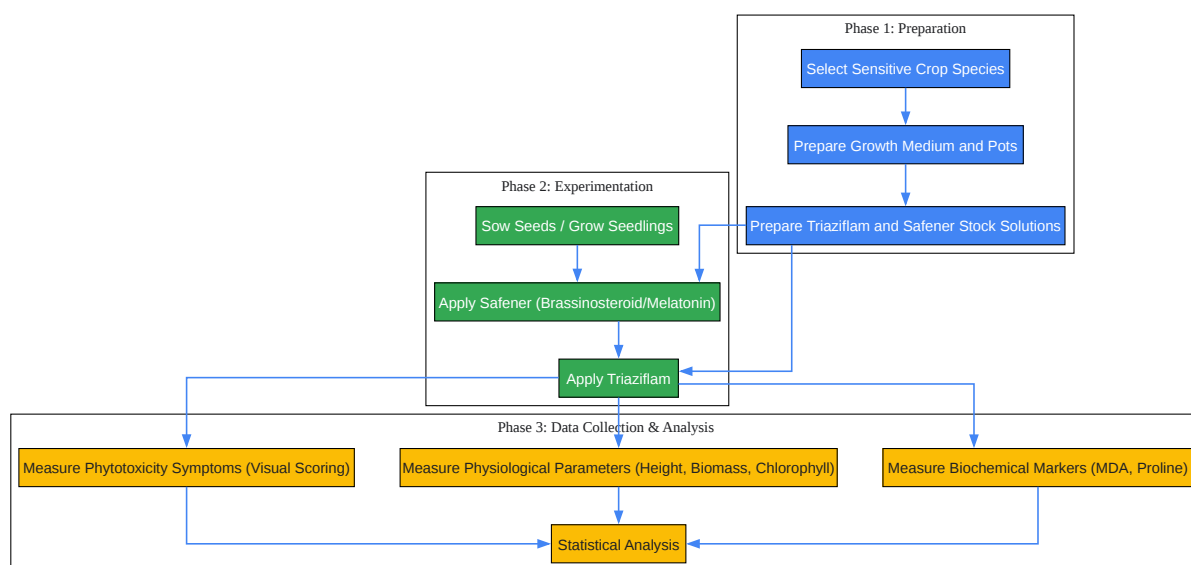 Phase 1: Preparation
Select Sensitive Crop Species
Prepare Growth Medium and Pots
Prepare Triaziflam and Safener Stock Solutions
Phase 2: Experimentation
Sow Seeds / Grow Seedlings
Apply Safener (Brassinosteroid/Melatonin)
Apply Triaziflam
Phase 3: Data Collection & Analysis
Measure Phytotoxicity Symptoms (Visual Scoring)
Measure Physiological Parameters (Height, Biomass, Chlorophyll)
Measure Biochemical Markers (MDA, Proline)
Statistical Analysis